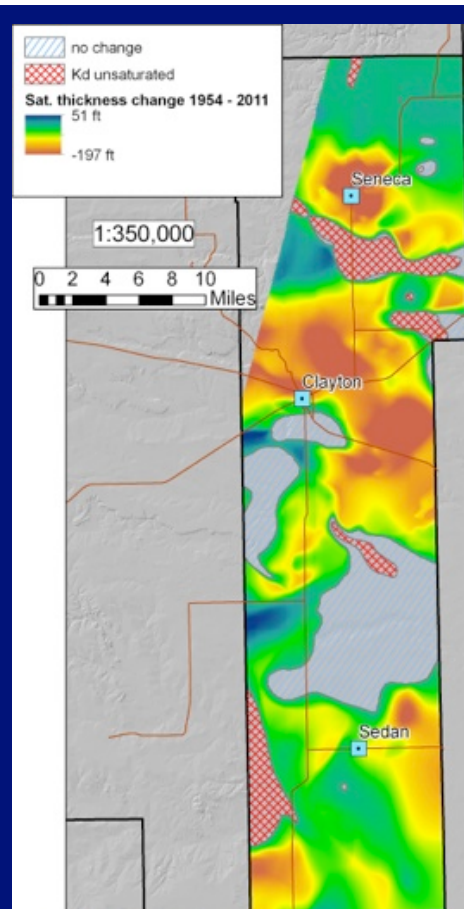 no change
Kd unsaturated
Sat. thickness change 1954 - 2011
51 ft
-197 ft
Seneca
1:350,000
0 2 4 6 8 10
Miles
Clayton
Sedan